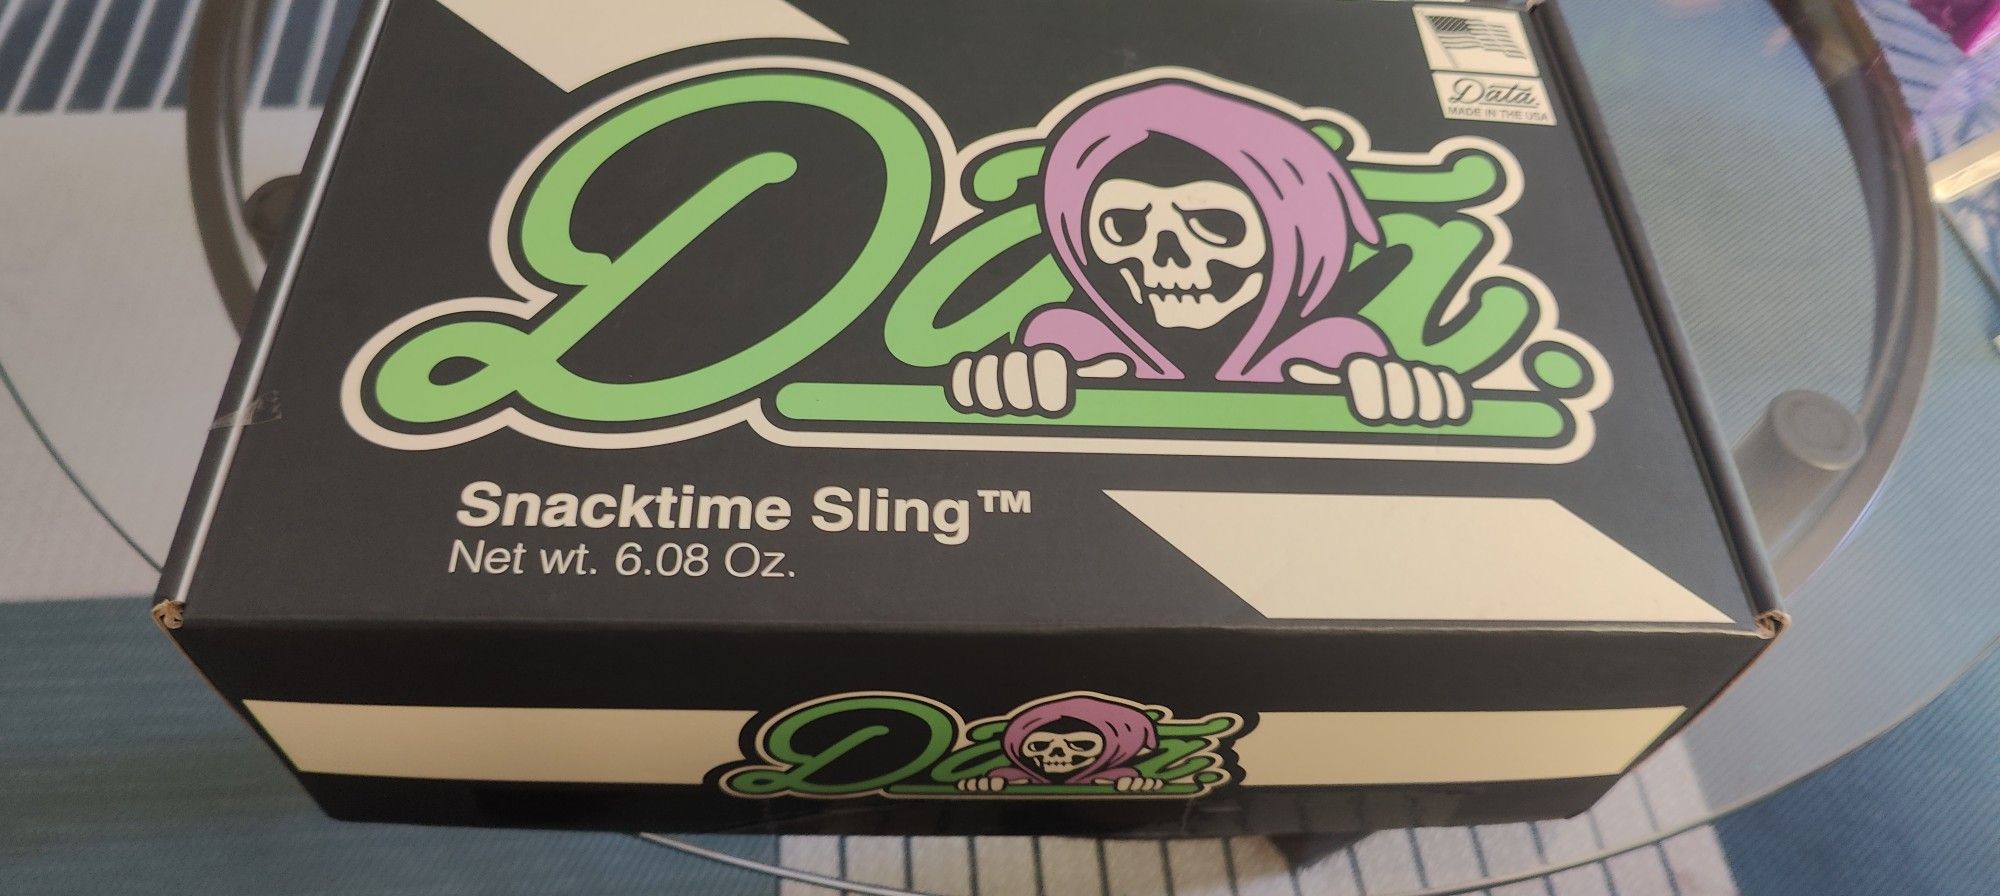 Data.
MADE IN THE USA
Data.
Snacktime Sling™
Net wt. 6.08 Oz.
Data.